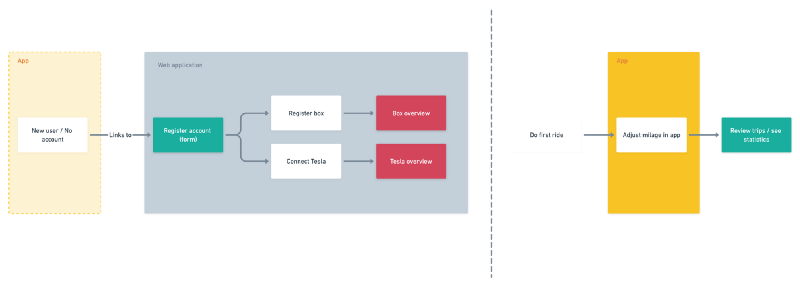 App
Web application
New user / No
account
Links to
Register account
(form)
Register box
Box overview
Connect Tesla
Tesla overview
App
Do first ride
Adjust milage in app
Review trips / see
statistics